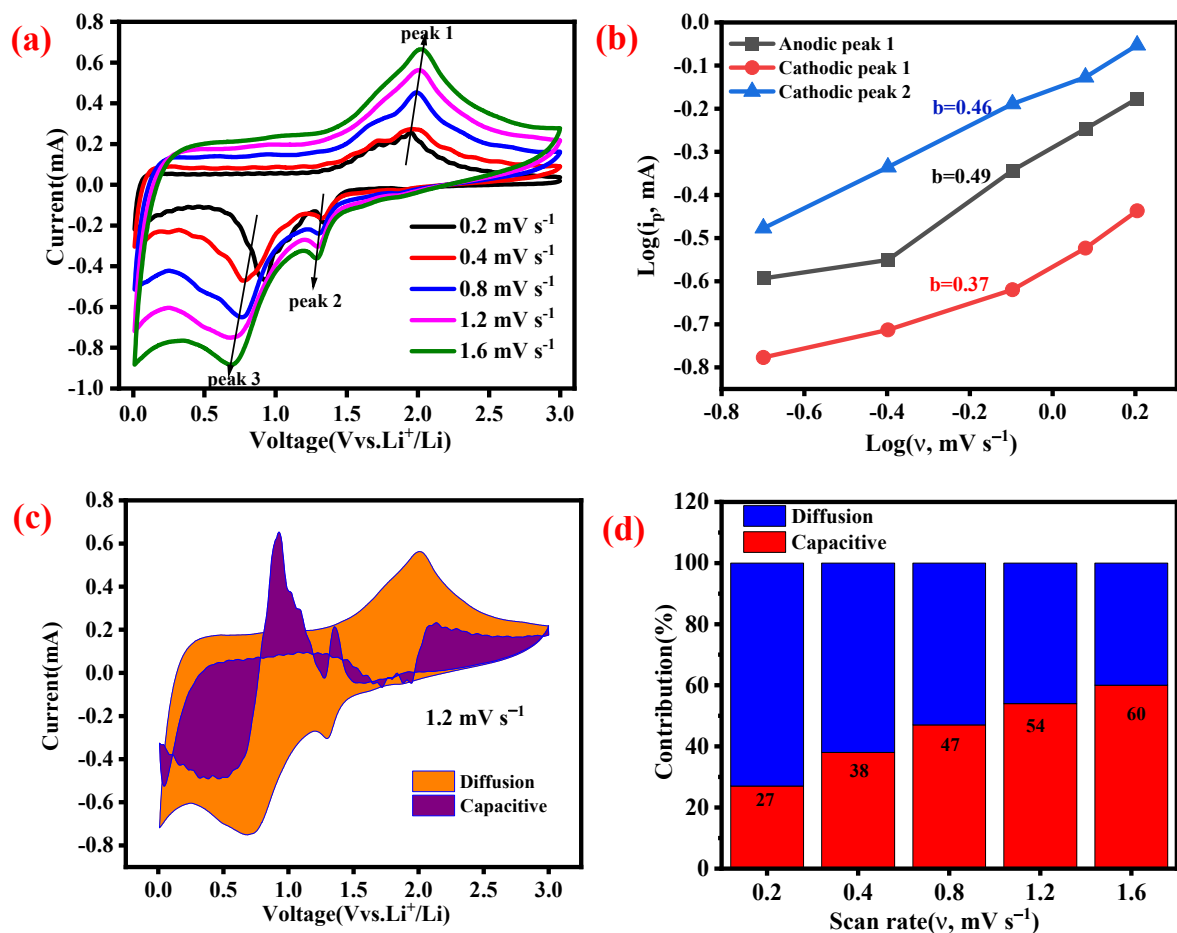 (a)
0.8
0.6
0.4
0.2
0.0
-0.2
-0.4
-0.6
-0.8
-1.0
Current(mA)
peak 1
peak 2
peak 3
0.2 mV s⁻¹
0.4 mV s⁻¹
0.8 mV s⁻¹
1.2 mV s⁻¹
1.6 mV s⁻¹
0.0 0.5 1.0 1.5 2.0 2.5 3.0
Voltage(Vvs.Li⁺/Li)
(b)
0.0
-0.1
-0.2
-0.3
-0.4
-0.5
-0.6
-0.7
-0.8
Log(iₚ, mA)
Anodic peak 1
Cathodic peak 1
Cathodic peak 2
b=0.46
b=0.49
b=0.37
-0.8 -0.6 -0.4 -0.2 0.0 0.2
Log(ν, mV s⁻¹)
(c)
0.8
0.6
0.4
0.2
0.0
-0.2
-0.4
-0.6
-0.8
Current(mA)
1.2 mV s⁻¹
Diffusion
Capacitive
0.0 0.5 1.0 1.5 2.0 2.5 3.0
Voltage(Vvs.Li⁺/Li)
(d)
120
100
80
60
40
20
0
Contribution(%)
Diffusion
Capacitive
27
38
47
54
60
0.2 0.4 0.8 1.2 1.6
Scan rate(ν, mV s⁻¹)